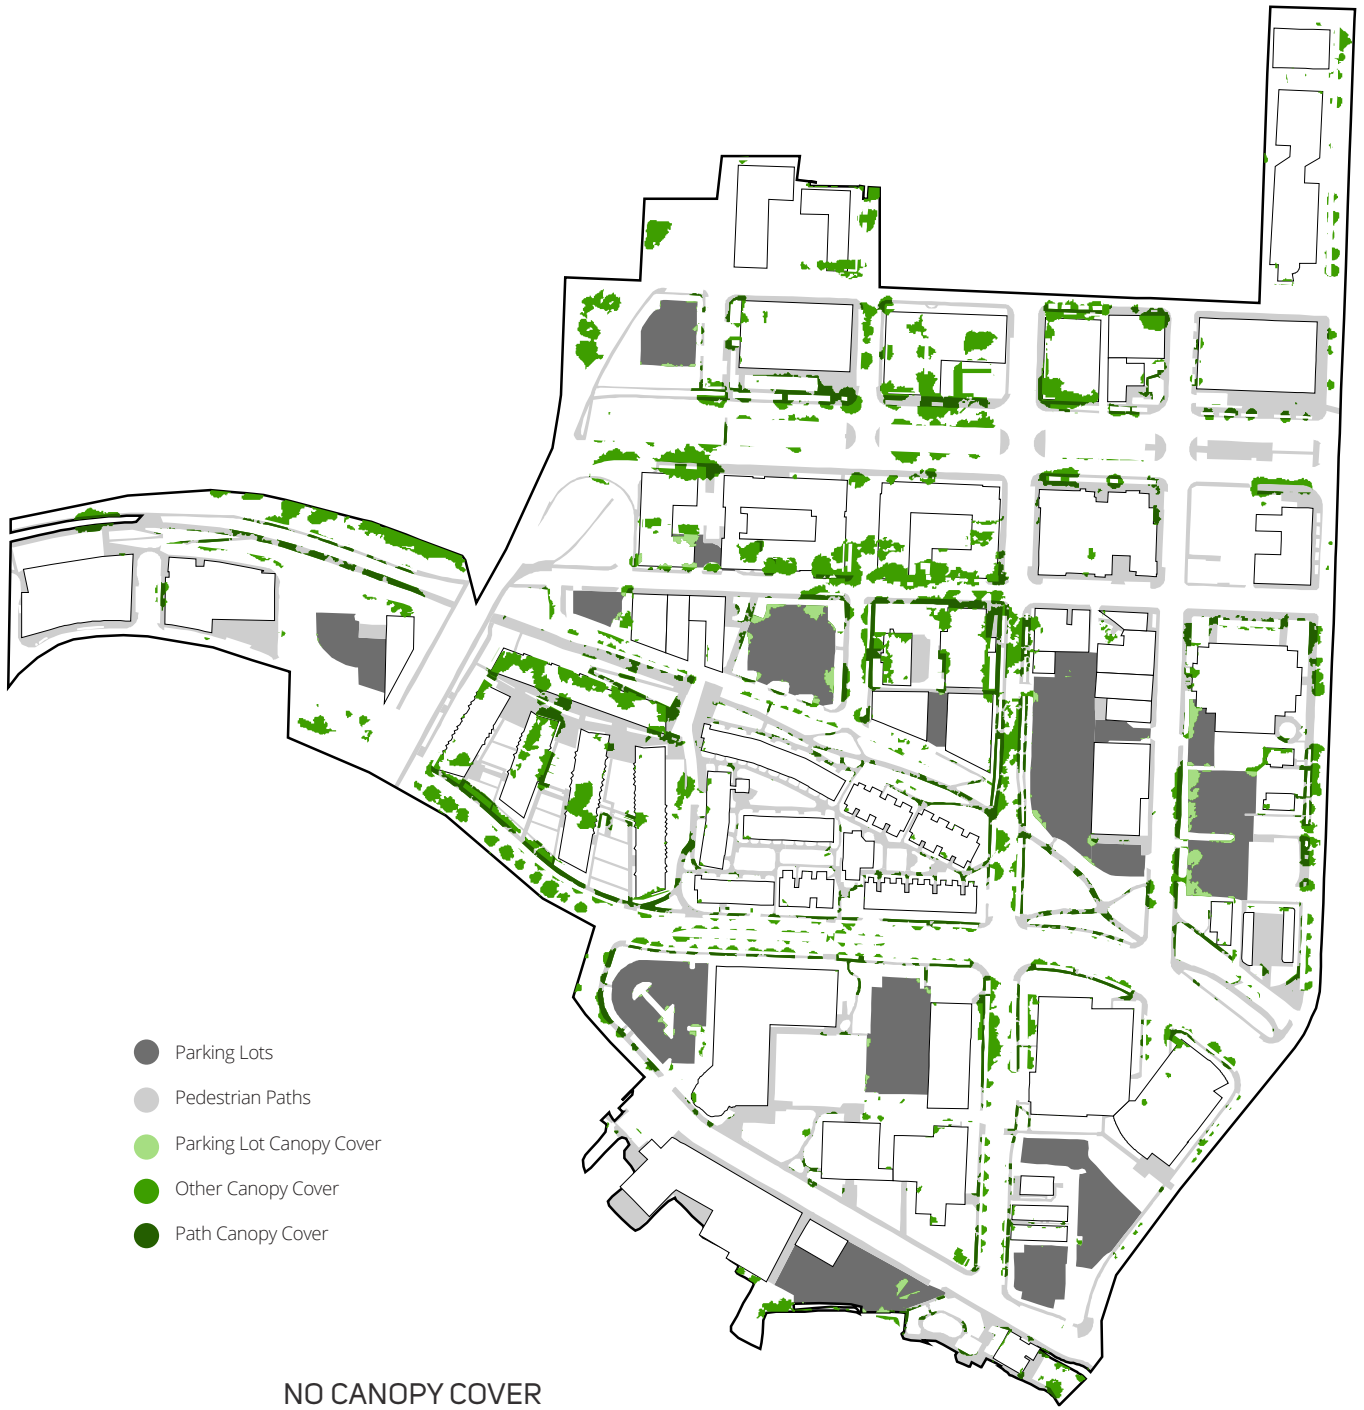 Parking Lots
Pedestrian Paths
Parking Lot Canopy Cover
Other Canopy Cover
Path Canopy Cover
NO CANOPY COVER